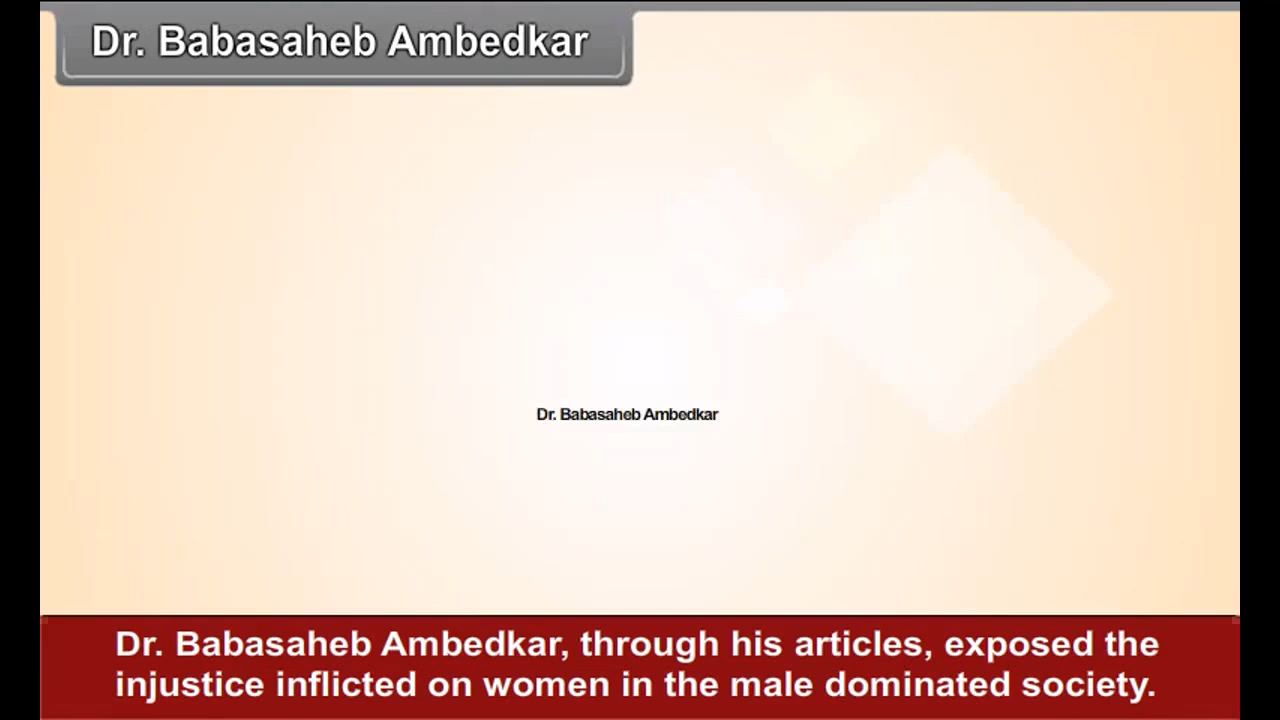 Dr. Babasaheb Ambedkar
Dr. Babasaheb Ambedkar
Dr. Babasaheb Ambedkar, through his articles, exposed the
injustice inflicted on women in the male dominated society.